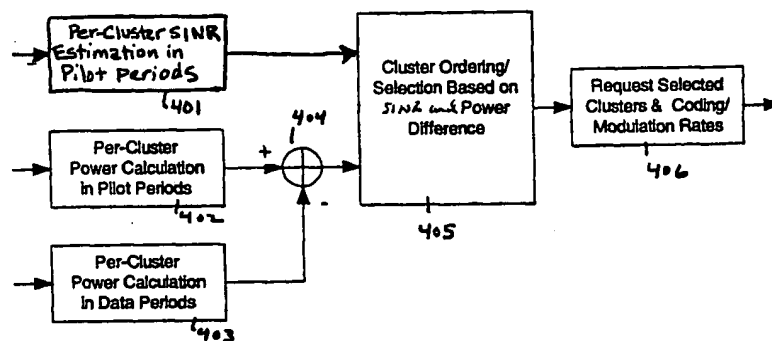 Per-Cluster SINR
Estimation in
Pilot Periods
401
Per-Cluster
Power Calculation
in Pilot Periods
402
Per-Cluster
Power Calculation
in Data Periods
403
404
+
-
Cluster Ordering/
Selection Based on
SINR and Power
Difference
405
Request Selected
Clusters & Coding/
Modulation Rates
406